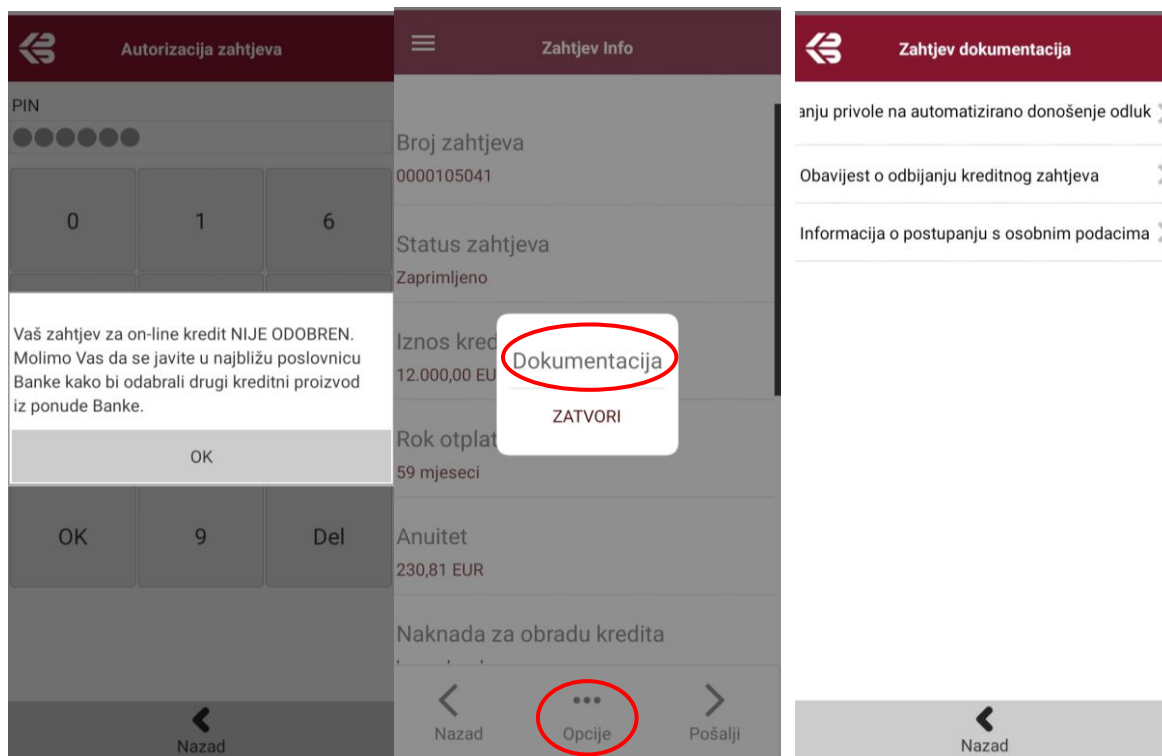 Autorizacija zahtjeva
PIN
0 1 6
Vaš zahtjev za on-line kredit NIJE ODOBREN.
Molimo Vas da se javite u najbližu poslovnicu
Banke kako bi odabrali drugi kreditni proizvod
iz ponude Banke.
OK
OK 9 Del
Nazad
Zahtjev Info
Broj zahtjeva
0000105041
Status zahtjeva
Zaprimljeno
Iznos kred
12.000,00 EU
Dokumentacija
ZATVORI
Rok otplat
59 mjeseci
Anuitet
230,81 EUR
Naknada za obradu kredita
Nazad Opcije Pošalji
Zahtjev dokumentacija
anju privole na automatizirano donošenje odluk
Obavijest o odbijanju kreditnog zahtjeva
Informacija o postupanju s osobnim podacima
Nazad